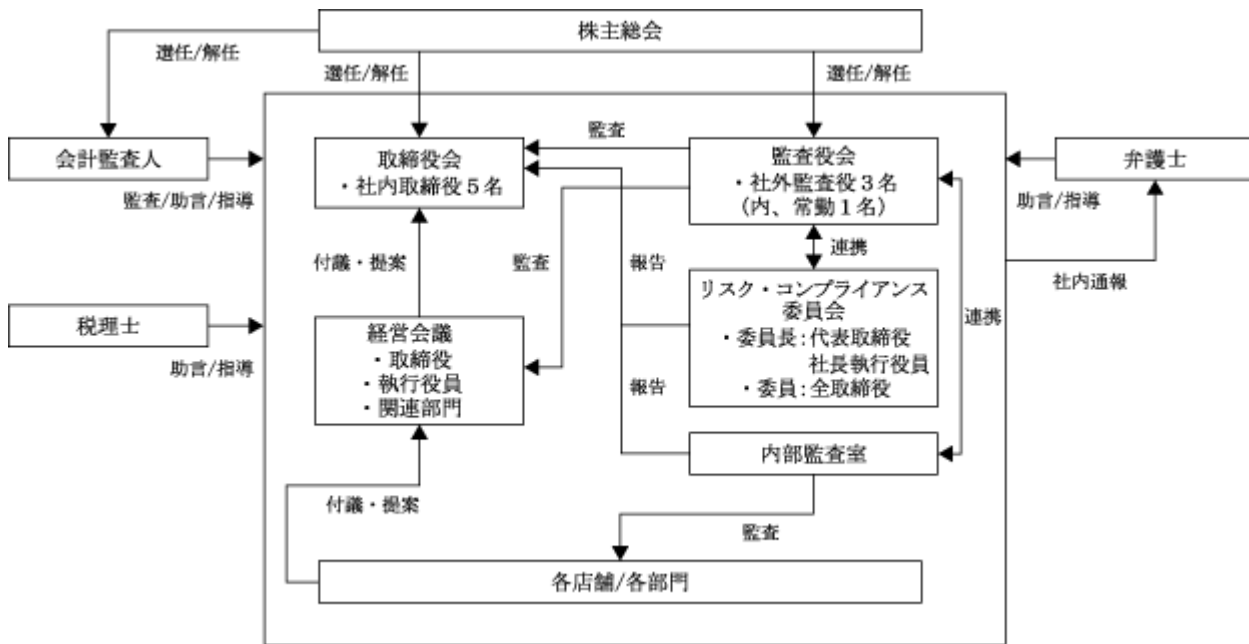 株主総会
選任/解任
選任/解任
選任/解任
会計監査人
監査/助言/指導
取締役会
・社内取締役5名
監査
監査役会
・社外監査役3名
（内、常勤1名）
弁護士
助言/指導
社内通報
付議・提案
監査
報告
連携
連携
税理士
助言/指導
経営会議
・取締役
・執行役員
・関連部門
リスク・コンプライアンス
委員会
・委員長：代表取締役
社長執行役員
・委員：全取締役
報告
内部監査室
付議・提案
監査
各店舗/各部門